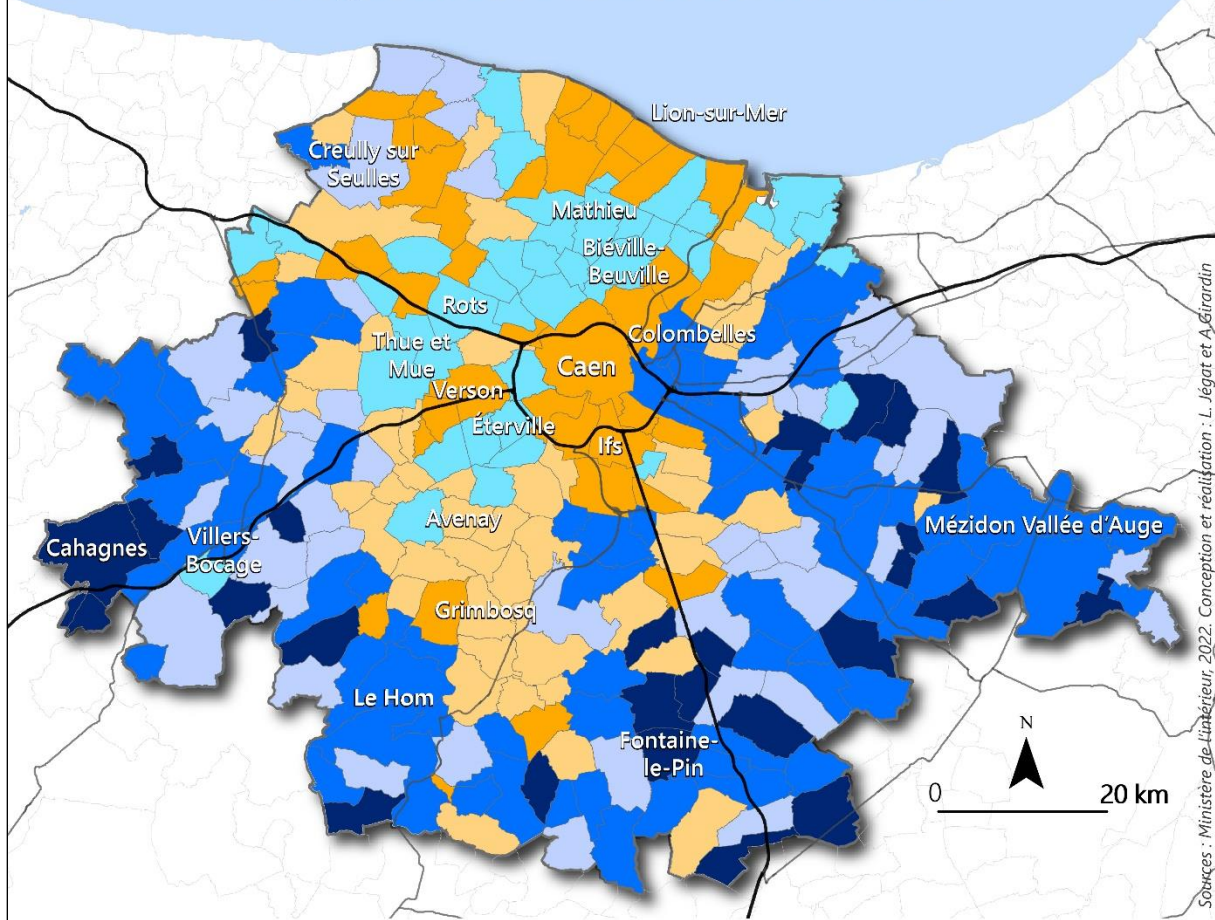 Lion-sur-Mer
Creully sur
Seulles
Mathieu
Biéville-
Beuville
Rots
Colombelles
Thue et
Mue
Caen
Verson
Éterville
Ifs
Avenay
Mézidon Vallée d'Auge
Villers-
Bocage
Cahagnes
Grimbosq
Le Hom
Fontaine-
le-Pin
N
0
20 km
Sources : Ministère de l'intérieur, 2022. Conception et réalisation : L. Jégat et A.Girardin